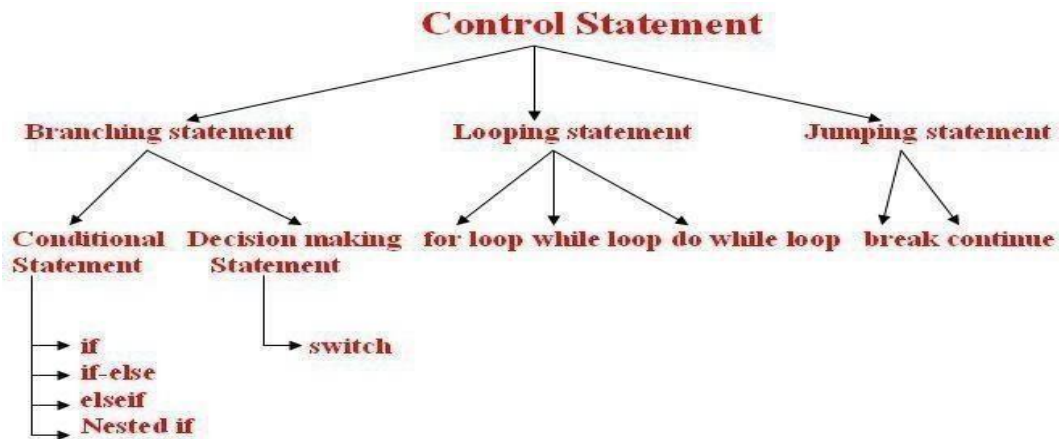 Control Statement
Branching statement
Looping statement
Jumping statement
Conditional Statement
Decision making Statement
for loop
while loop
do while loop
break
continue
if
if-else
elseif
Nested if
switch